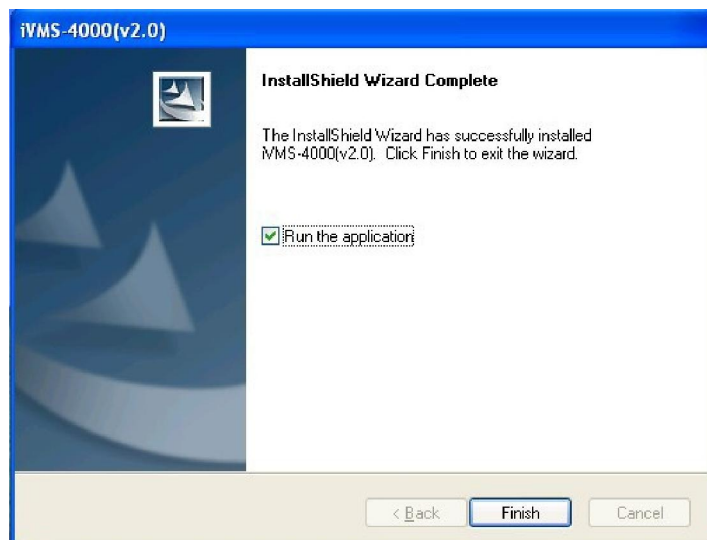 iVMS-4000(v2.0)
InstallShield Wizard Complete
The InstallShield Wizard has successfully installed
iVMS-4000(v2.0). Click Finish to exit the wizard.
Run the application
< Back
Finish
Cancel